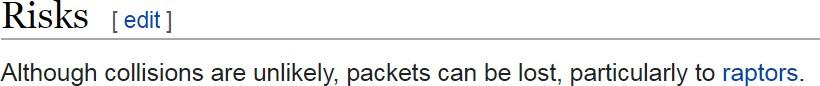 Risks [ edit ]
Although collisions are unlikely, packets can be lost, particularly to raptors.